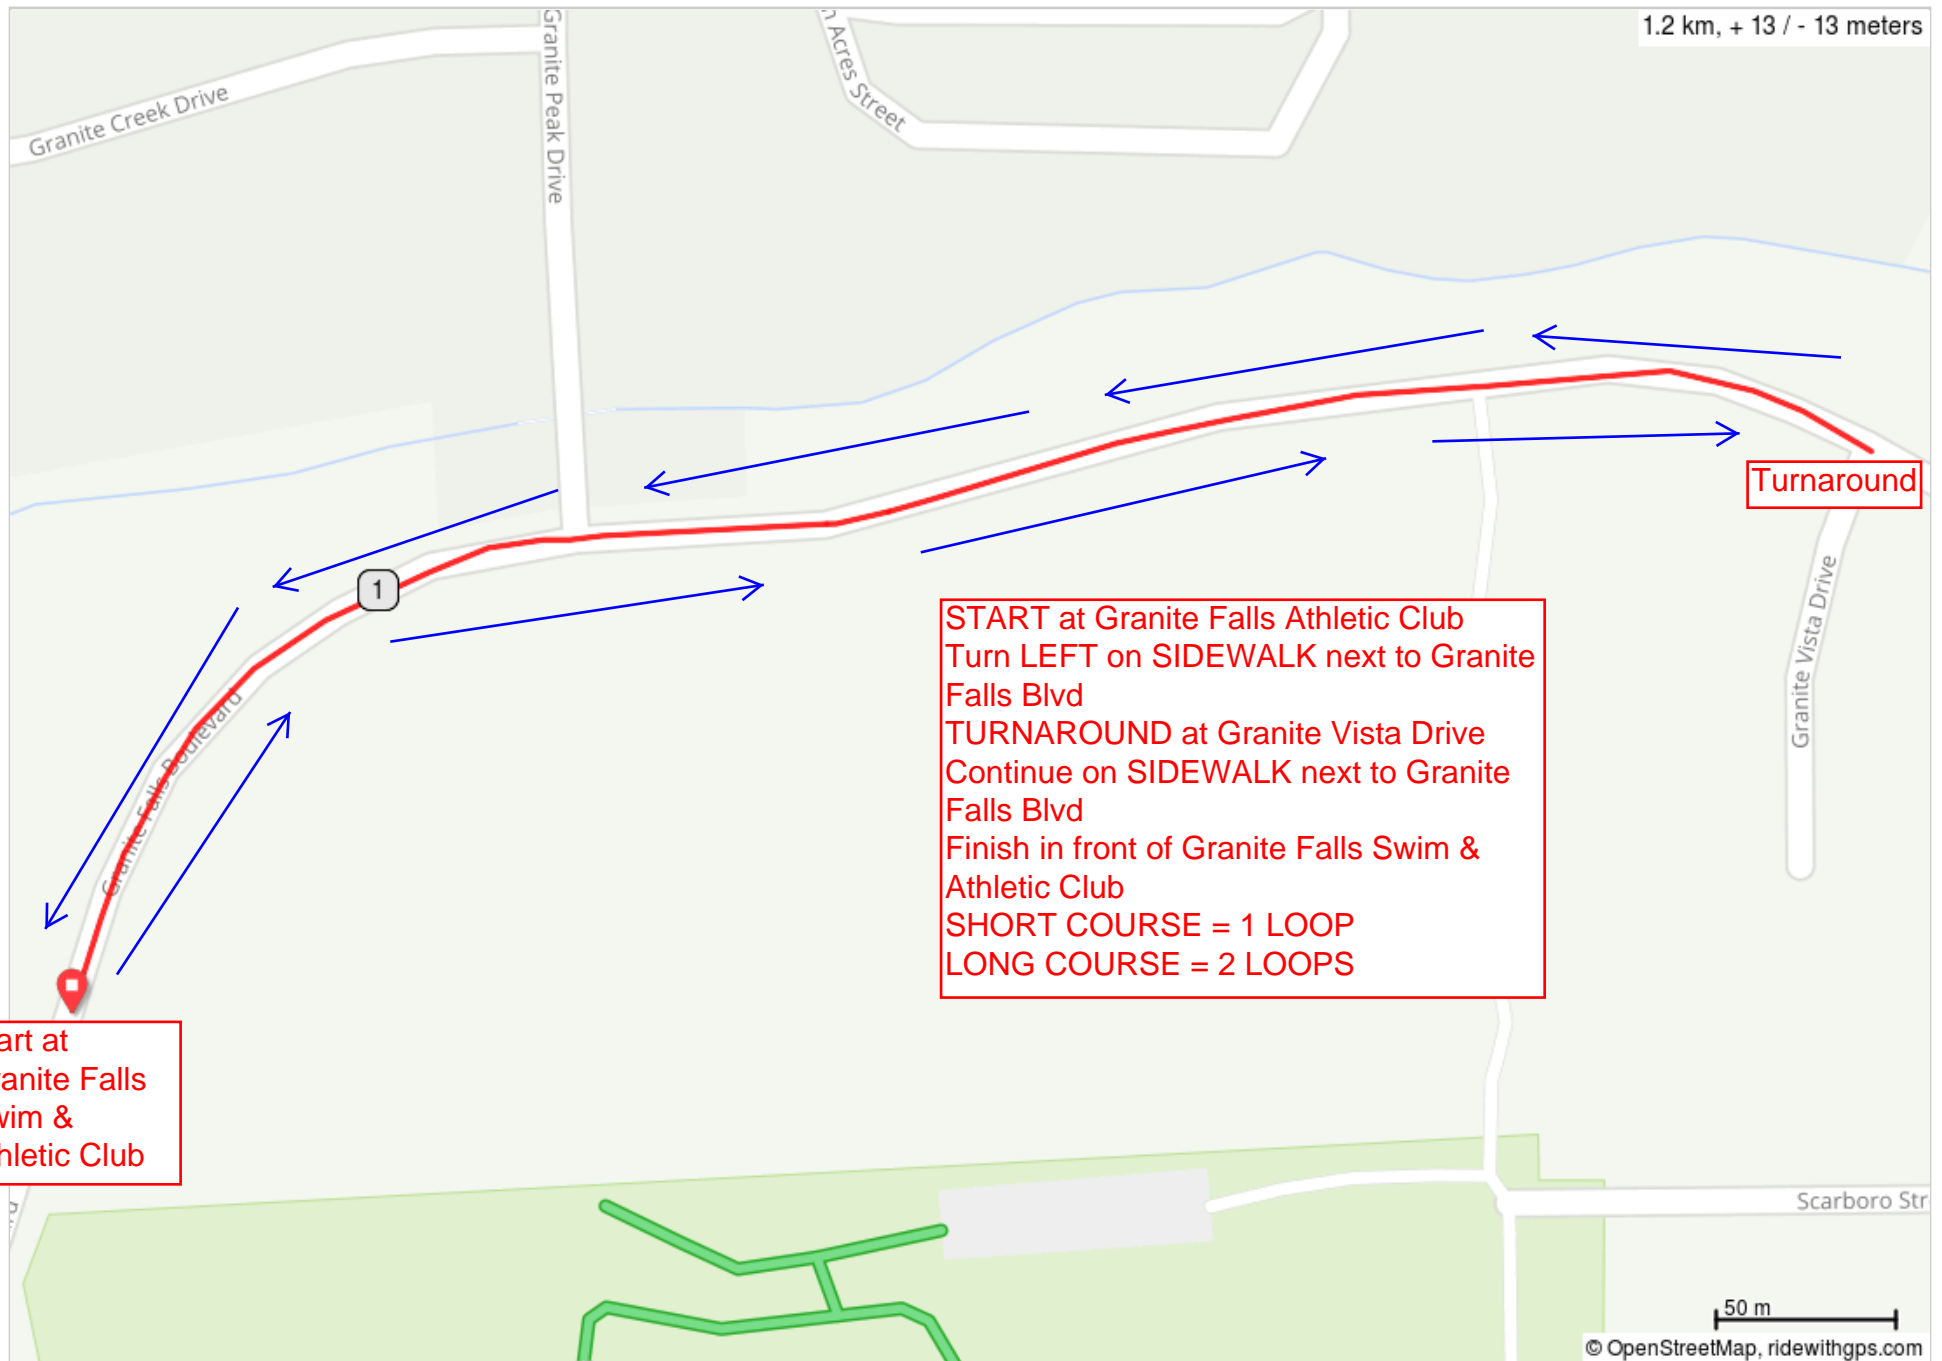 1.2 km, + 13 / - 13 meters
Granite Creek Drive
Granite Peak Drive
Acres Street
Turnaround
Granite Vista Drive
1
Granite Falls Boulevard
START at Granite Falls Athletic Club
Turn LEFT on SIDEWALK next to Granite
Falls Blvd
TURNAROUND at Granite Vista Drive
Continue on SIDEWALK next to Granite
Falls Blvd
Finish in front of Granite Falls Swim &
Athletic Club
SHORT COURSE = 1 LOOP
LONG COURSE = 2 LOOPS
art at
anite Falls
wim &
hletic Club
Scarboro Str
50 m
© OpenStreetMap, ridewithgps.com